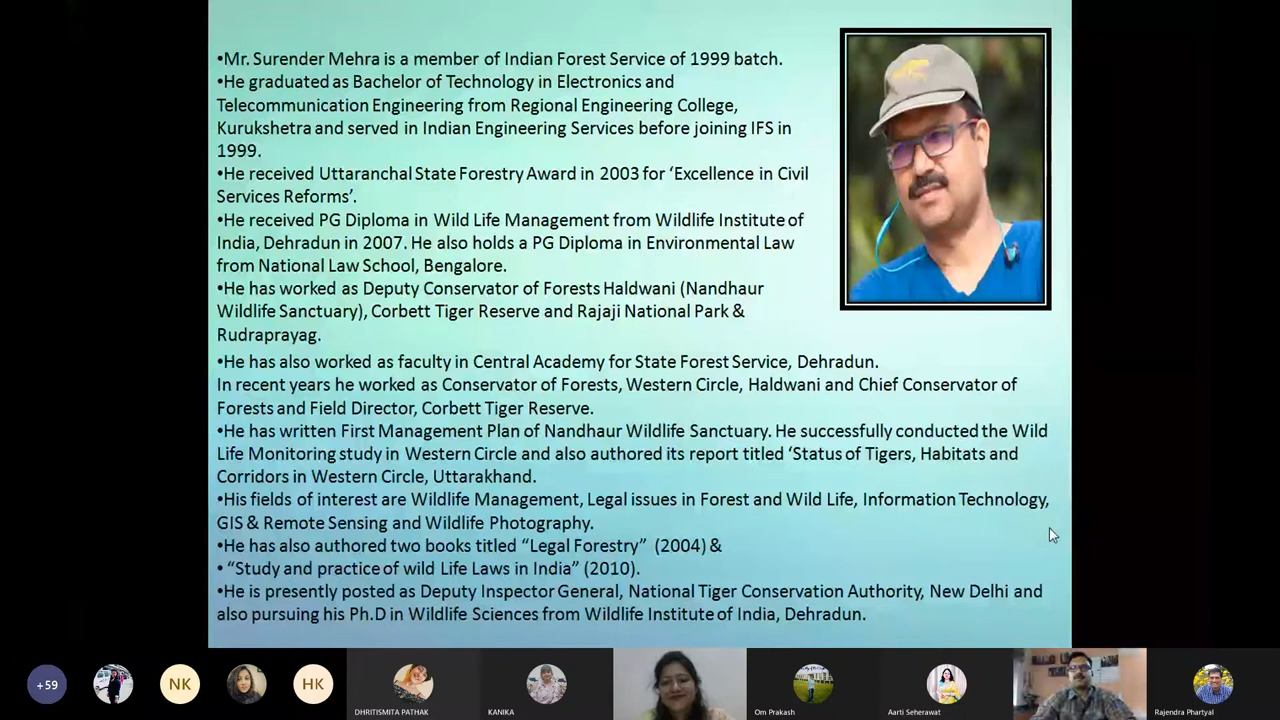 •Mr. Surender Mehra is a member of Indian Forest Service of 1999 batch.
•He graduated as Bachelor of Technology in Electronics and
Telecommunication Engineering from Regional Engineering College,
Kurukshetra and served in Indian Engineering Services before joining IFS in
1999.
•He received Uttaranchal State Forestry Award in 2003 for ‘Excellence in Civil
Services Reforms’.
•He received PG Diploma in Wild Life Management from Wildlife Institute of
India, Dehradun in 2007. He also holds a PG Diploma in Environmental Law
from National Law School, Bengalore.
•He has worked as Deputy Conservator of Forests Haldwani (Nandhaur
Wildlife Sanctuary), Corbett Tiger Reserve and Rajaji National Park &
Rudraprayag.
•He has also worked as faculty in Central Academy for State Forest Service, Dehradun.
In recent years he worked as Conservator of Forests, Western Circle, Haldwani and Chief Conservator of
Forests and Field Director, Corbett Tiger Reserve.
•He has written First Management Plan of Nandhaur Wildlife Sanctuary. He successfully conducted the Wild
Life Monitoring study in Western Circle and also authored its report titled ‘Status of Tigers, Habitats and
Corridors in Western Circle, Uttarakhand.
•His fields of interest are Wildlife Management, Legal issues in Forest and Wild Life, Information Technology,
GIS & Remote Sensing and Wildlife Photography.
•He has also authored two books titled “Legal Forestry” (2004) &
• “Study and practice of wild Life Laws in India” (2010).
•He is presently posted as Deputy Inspector General, National Tiger Conservation Authority, New Delhi and
also pursuing his Ph.D in Wildlife Sciences from Wildlife Institute of India, Dehradun.
+59
NK
HK
DHRITISMITA PATHAK
KANIKA
Om Prakash
Aarti Seherawat
Rajendra Phartyal